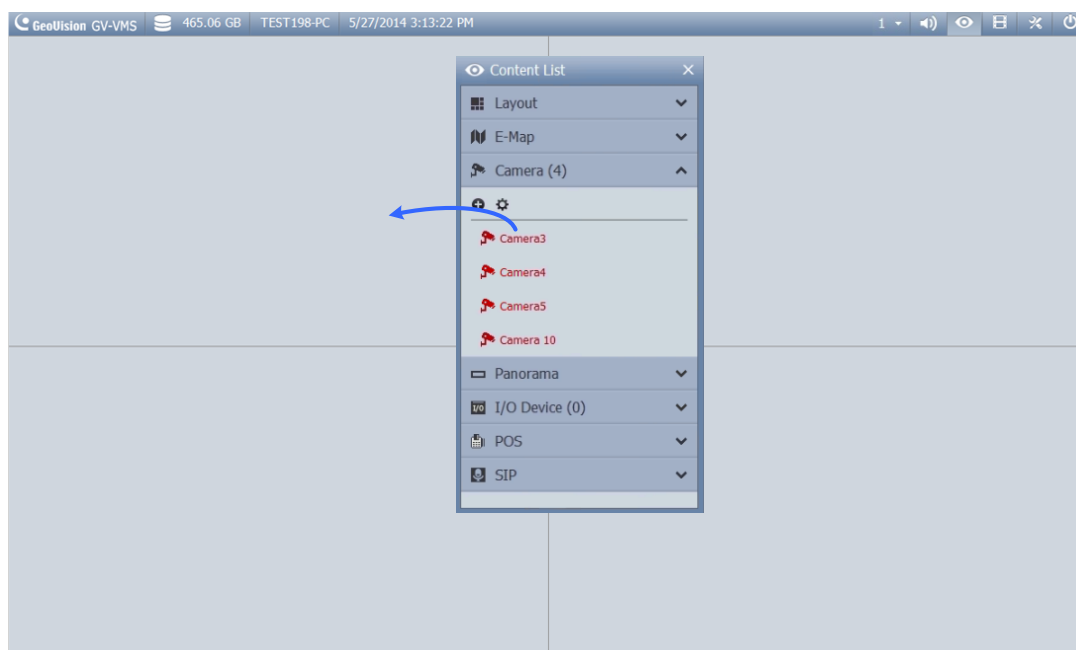 GeoVision GV-VMS 465.06 GB TEST198-PC 5/27/2014 3:13:22 PM 1
Content List
Layout
E-Map
Camera (4)
Camera3
Camera4
Camera5
Camera 10
Panorama
I/O Device (0)
POS
SIP